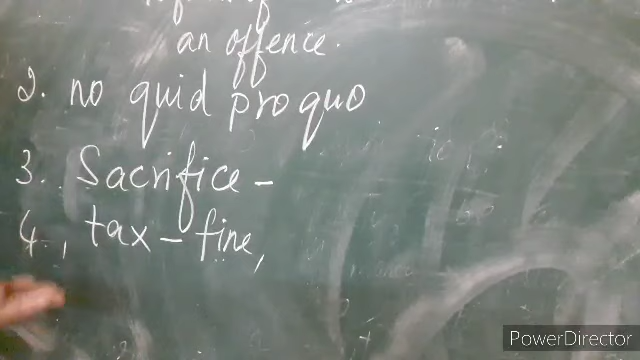 an offence.
2. no quid pro quo
3. Sacrifice -
4, tax - fine,
PowerDirector